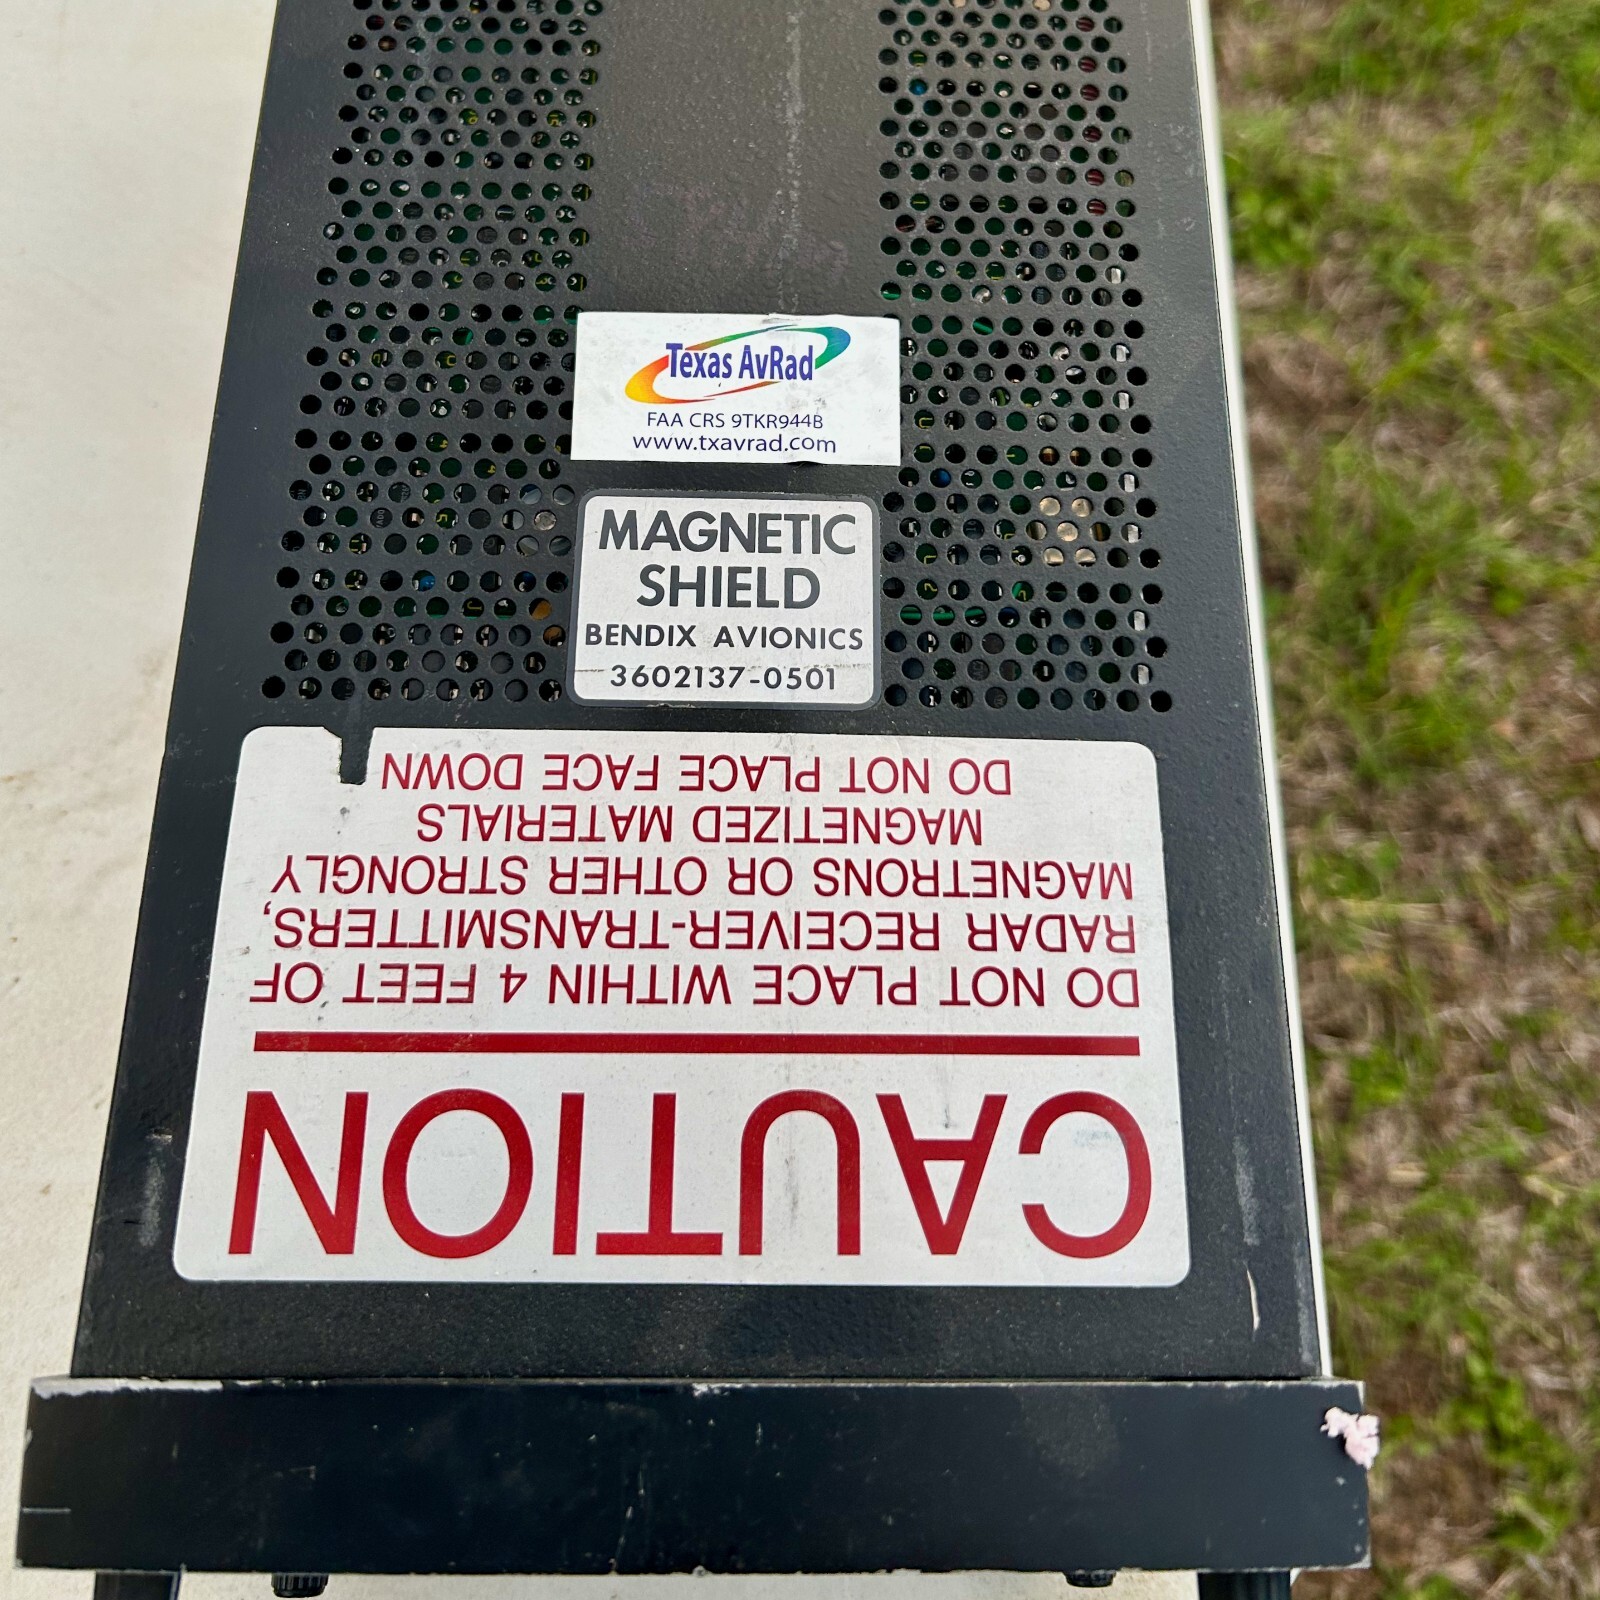 Texas AvRad
FAA CRS 9TKR944B
www.txavrad.com
MAGNETIC
SHIELD
BENDIX AVIONICS
3602137-0501
CAUTION
DO NOT PLACE WITHIN 4 FEET OF
RADAR RECEIVER-TRANSMITTERS,
MAGNETRONS OR OTHER STRONGLY
MAGNETIZED MATERIALS
DO NOT PLACE FACE DOWN